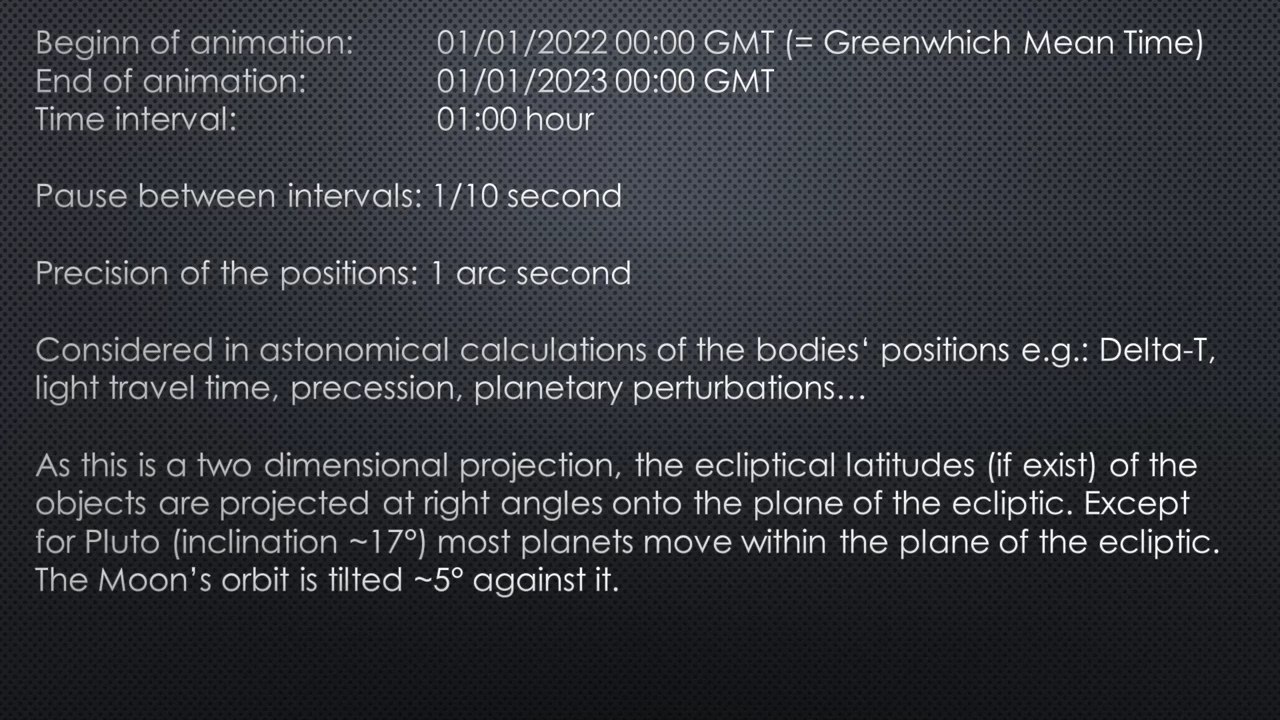 Beginn of animation: 01/01/2022 00:00 GMT (= Greenwhich Mean Time)
End of animation: 01/01/2023 00:00 GMT
Time interval: 01:00 hour
Pause between intervals: 1/10 second
Precision of the positions: 1 arc second
Considered in astonomical calculations of the bodies‘ positions e.g.: Delta-T,
light travel time, precession, planetary perturbations…
As this is a two dimensional projection, the ecliptical latitudes (if exist) of the
objects are projected at right angles onto the plane of the ecliptic. Except
for Pluto (inclination ~17°) most planets move within the plane of the ecliptic.
The Moon’s orbit is tilted ~5° against it.